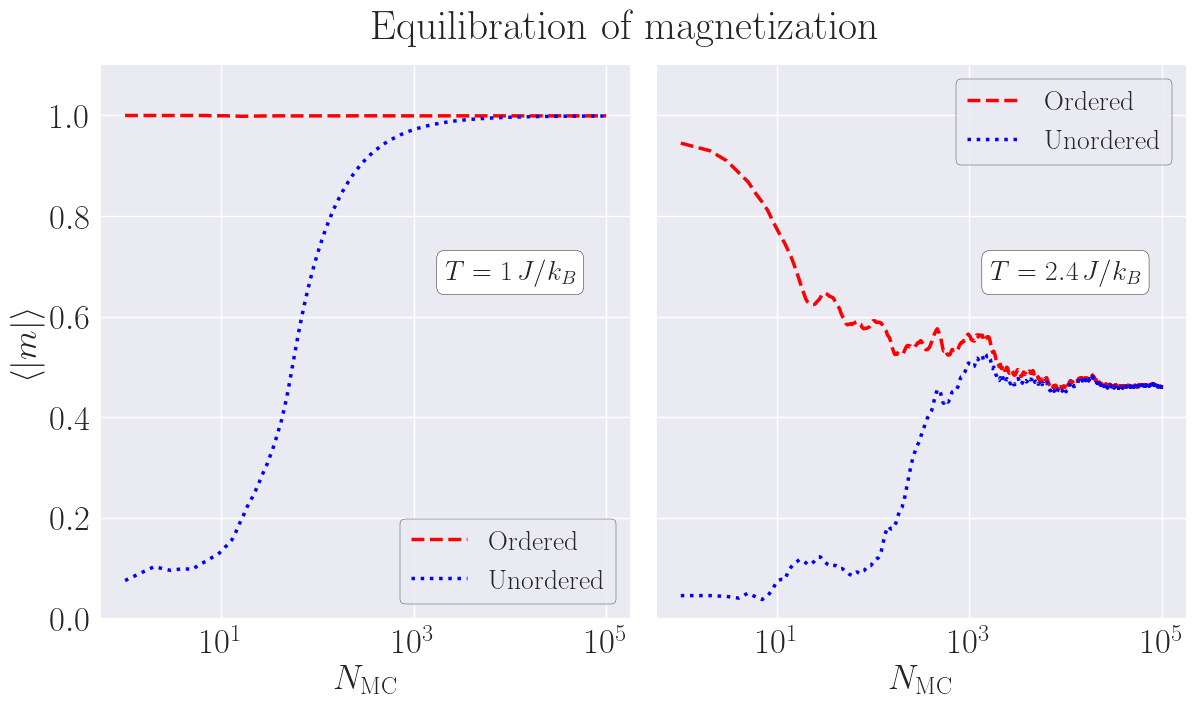 Equilibration of magnetization
⟨|m|⟩
1.0
0.8
0.6
0.4
0.2
0.0
T = 1 J/k_B
Ordered
Unordered
10^1
10^3
10^5
N_MC
Ordered
Unordered
T = 2.4 J/k_B
10^1
10^3
10^5
N_MC